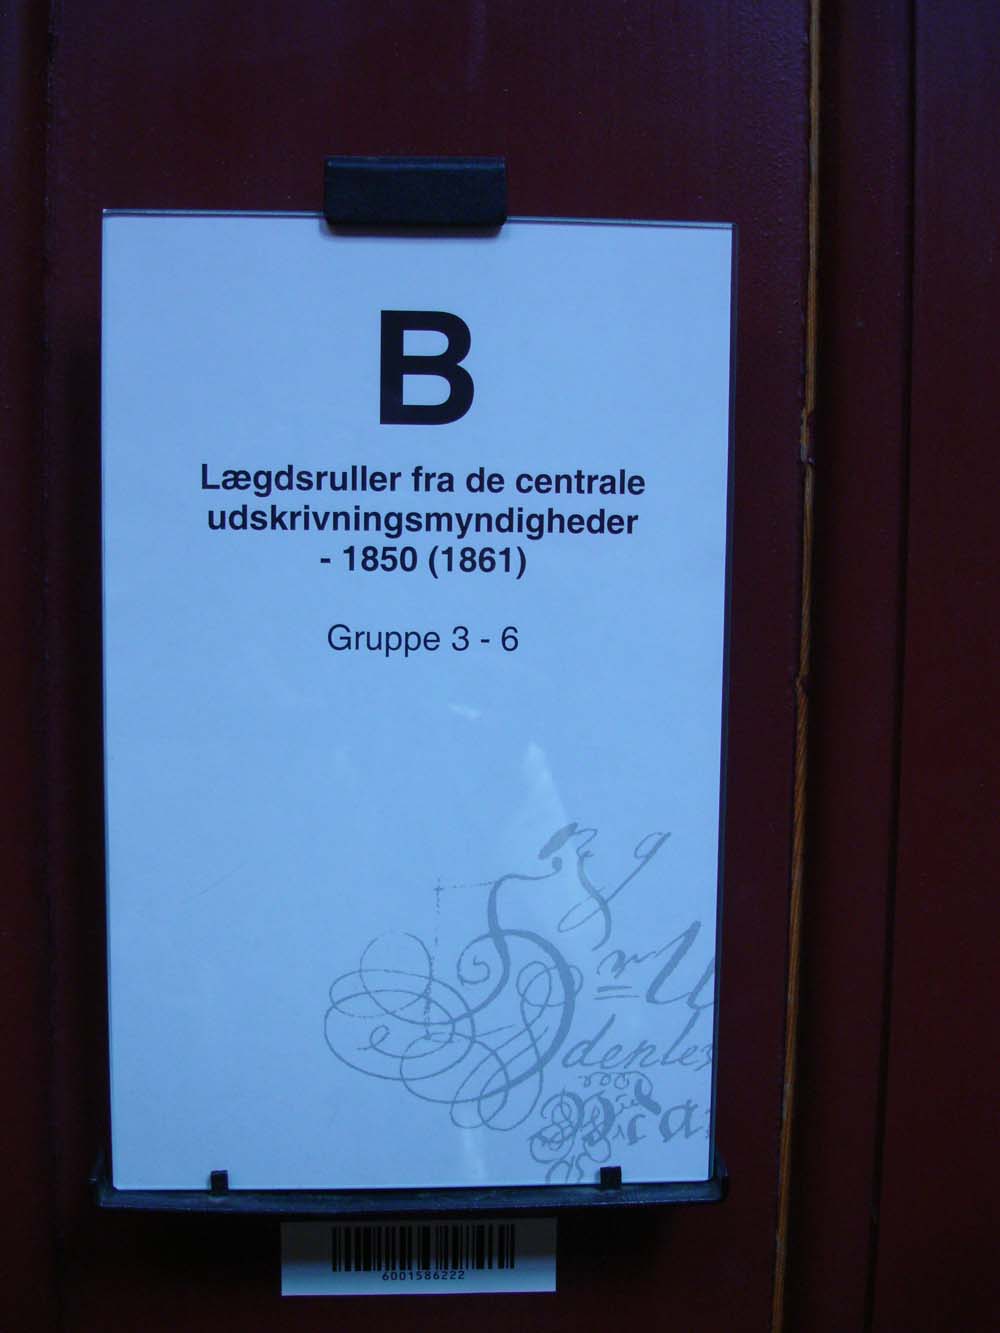 B
Lægdsruller fra de centrale
udskrivningsmyndigheder
- 1850 (1861)
Gruppe 3 - 6
6001586222